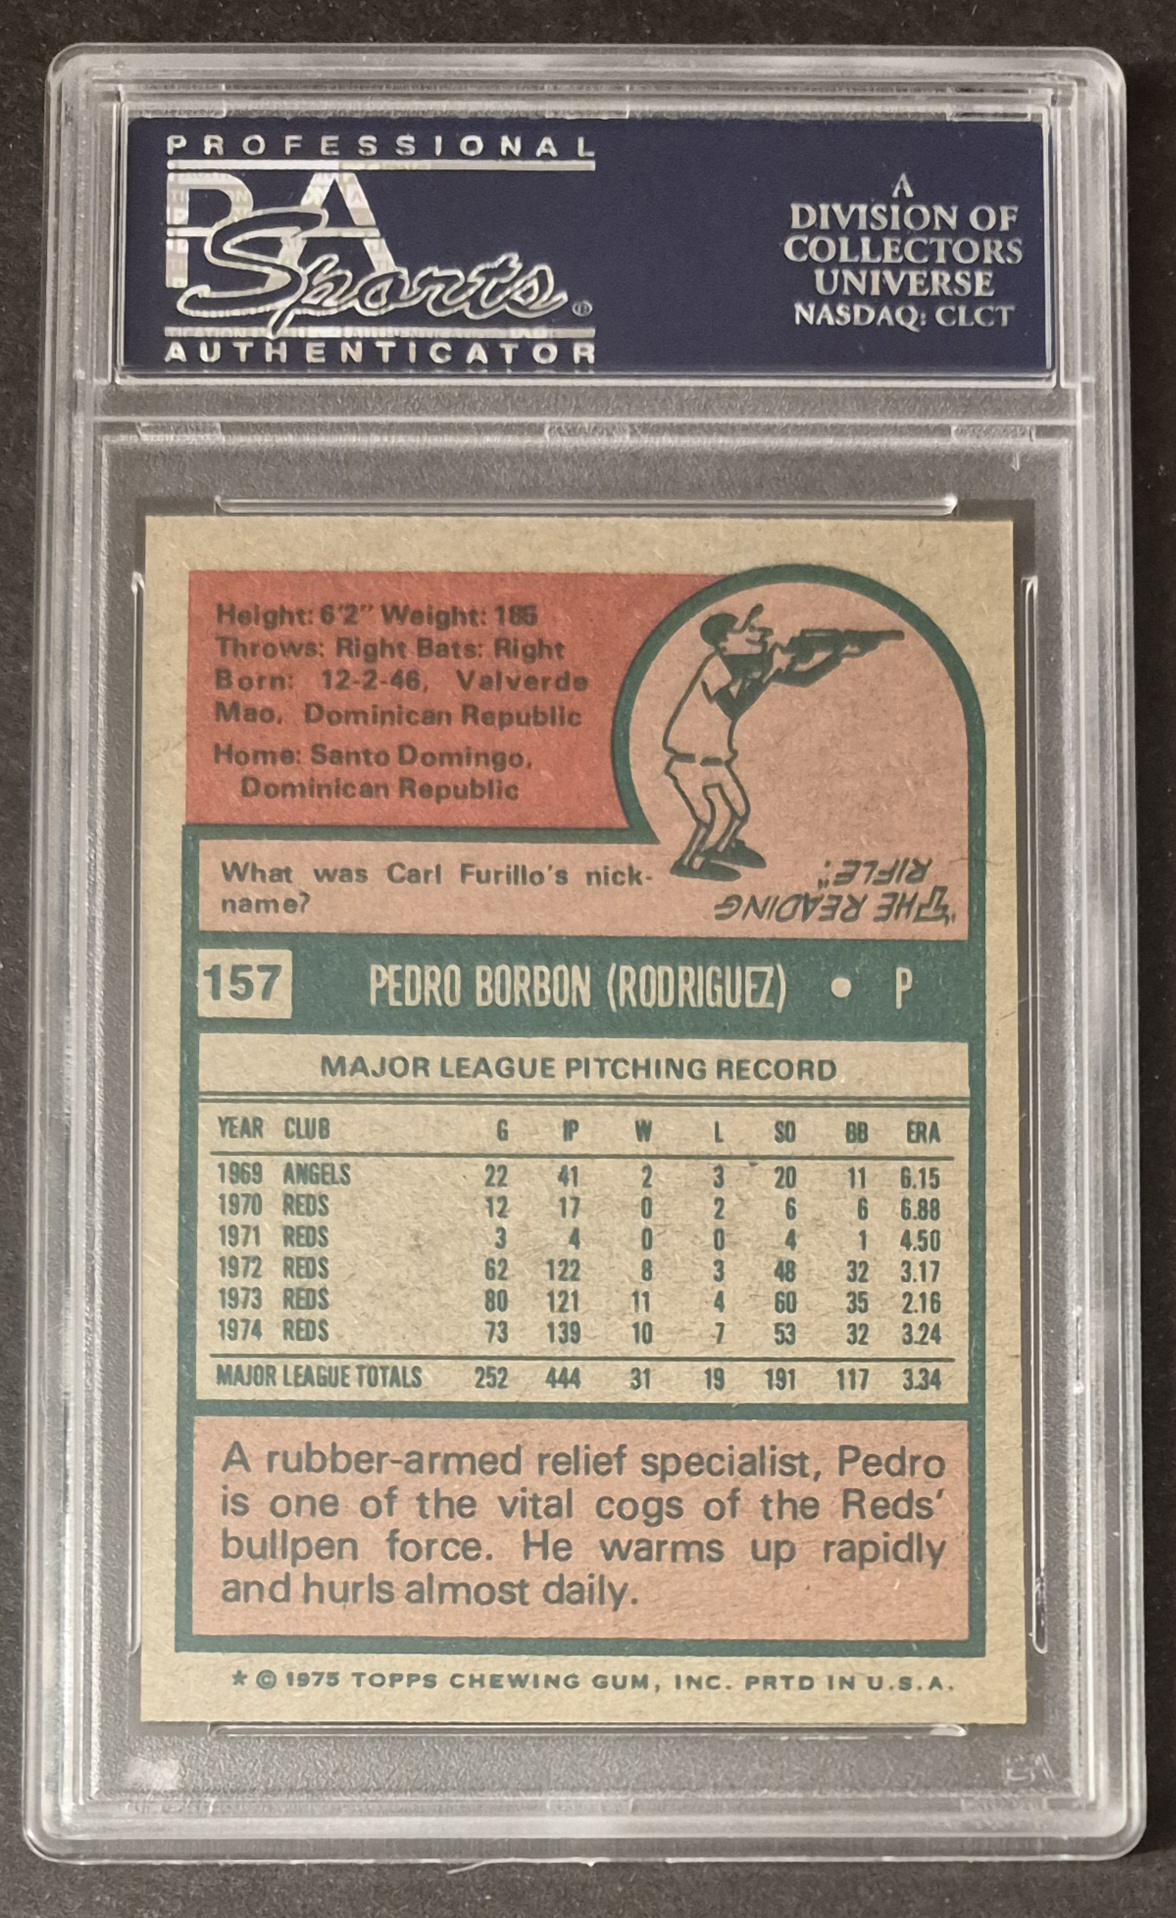 PROFESSIONAL
PSA
Sports®
AUTHENTICATOR
A
DIVISION OF
COLLECTORS
UNIVERSE
NASDAQ: CLCT
Height: 6'2" Weight: 185
Throws: Right Bats: Right
Born: 12-2-46, Valverde
Mao, Dominican Republic
Home: Santo Domingo,
Dominican Republic
What was Carl Furillo's nick-
name?
"THE READING
RIFLE."
157 PEDRO BORBON (RODRIGUEZ) • P
MAJOR LEAGUE PITCHING RECORD
YEAR CLUB G IP W L SO BB ERA
1969 ANGELS 22 41 2 3 20 11 6.15
1970 REDS 12 17 0 2 6 6 6.88
1971 REDS 3 4 0 0 4 1 4.50
1972 REDS 62 122 8 3 48 32 3.17
1973 REDS 80 121 11 4 60 35 2.16
1974 REDS 73 139 10 7 53 32 3.24
MAJOR LEAGUE TOTALS 252 444 31 19 191 117 3.34
A rubber-armed relief specialist, Pedro
is one of the vital cogs of the Reds'
bullpen force. He warms up rapidly
and hurls almost daily.
* © 1975 TOPPS CHEWING GUM, INC. PRTD IN U.S.A.